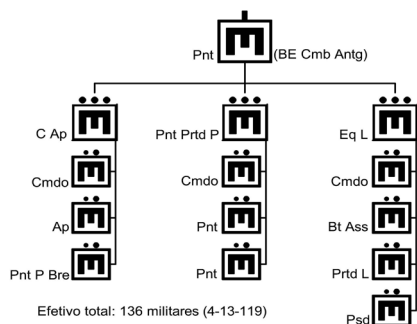 Pnt (BE Cmb Antg)
C Ap Pnt Prtd P Eq L
Cmdo Cmdo Cmdo
Ap Pnt Bt Ass
Pnt P Bre Pnt Prtd L
Efetivo total: 136 militares (4-13-119)
Psd